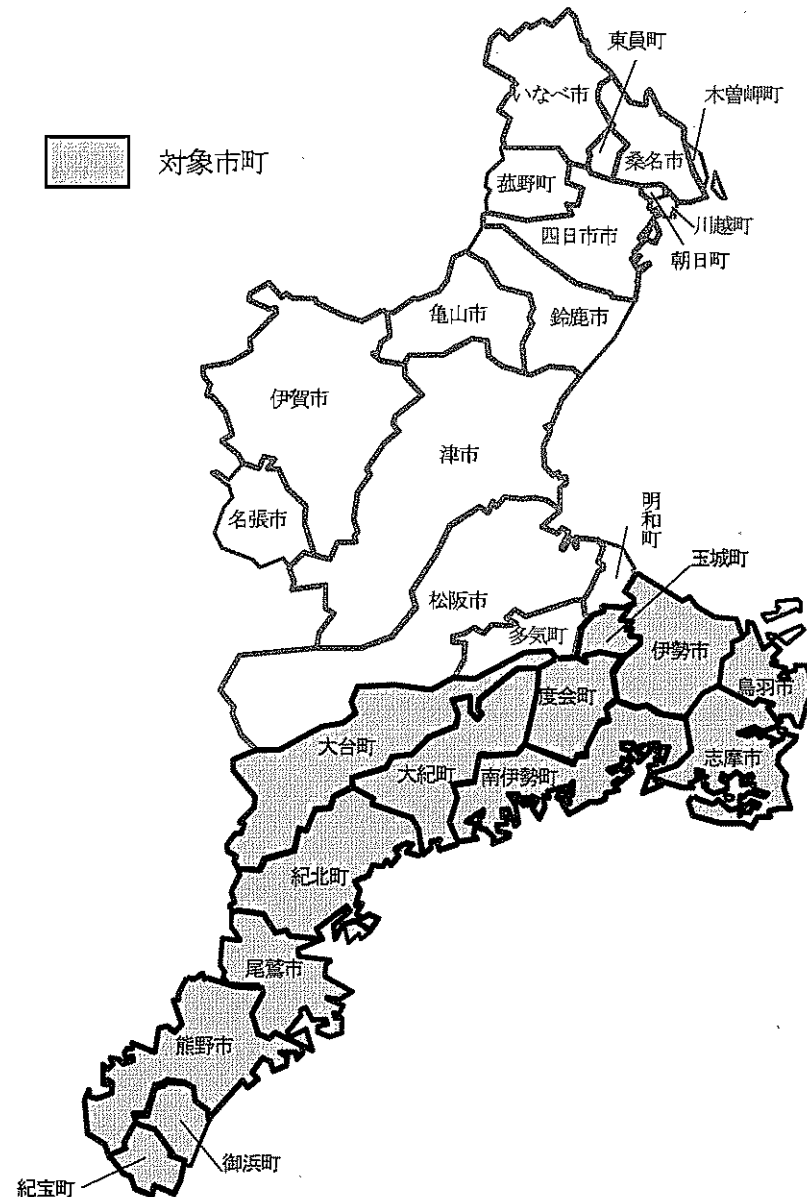 東員町
いなべ市
木曽岬町
桑名市
対象市町
菰野町
川越町
四日市市
朝日町
亀山市
鈴鹿市
伊賀市
津市
名張市
明和町
玉城町
松阪市
多気町
伊勢市
鳥羽市
度会町
大台町
志摩市
大紀町
南伊勢町
紀北町
尾鷲市
熊野市
御浜町
紀宝町